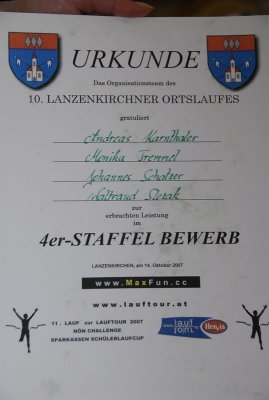 URKUNDE
Das Organisationsteam des
10. LANZENKIRCHNER ORTSLAUFES
gratuliert
Andreas Karnthaler
Monika Tremmel
Johannes Schatzer
Waltraud
zur
erbrachten Leistung
im
4er-STAFFEL BEWERB
LANZENKIRCHEN, am 14. Oktober 2007
www.MaxFun.cc
www.lauftour.at
11. LAUF zur LAUFTOUR 2007
NÖN CHALLENGE
SPARKASSEN SCHÜLERLAUFCUP